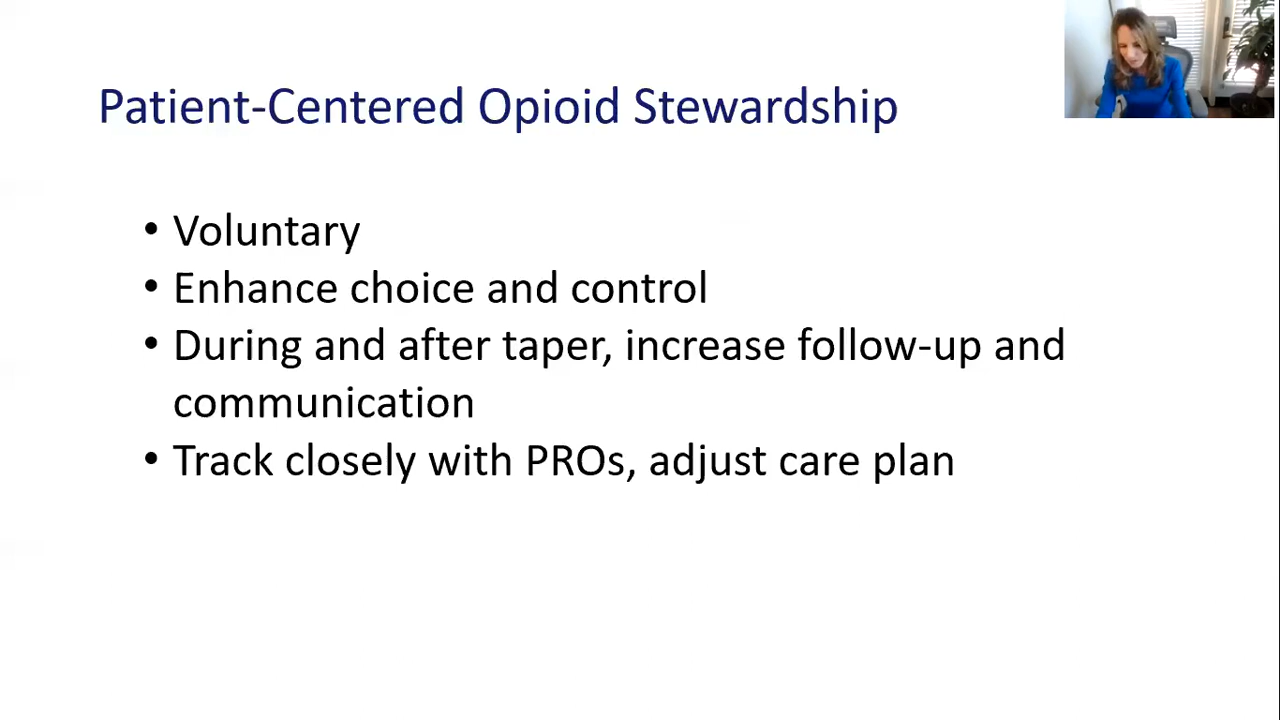 Patient-Centered Opioid Stewardship
• Voluntary
• Enhance choice and control
• During and after taper, increase follow-up and
communication
• Track closely with PROs, adjust care plan